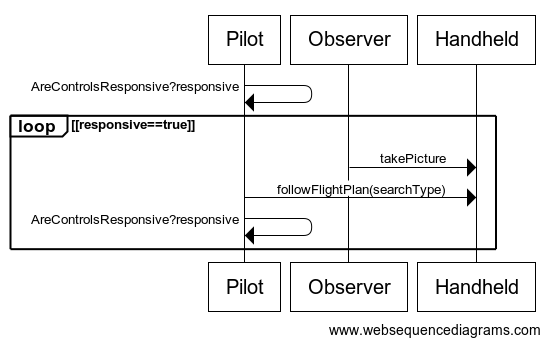 Pilot
Observer
Handheld
AreControlsResponsive?responsive
loop
[[responsive==true]]
takePicture
followFlightPlan(searchType)
AreControlsResponsive?responsive
Pilot
Observer
Handheld
www.websequencediagrams.com